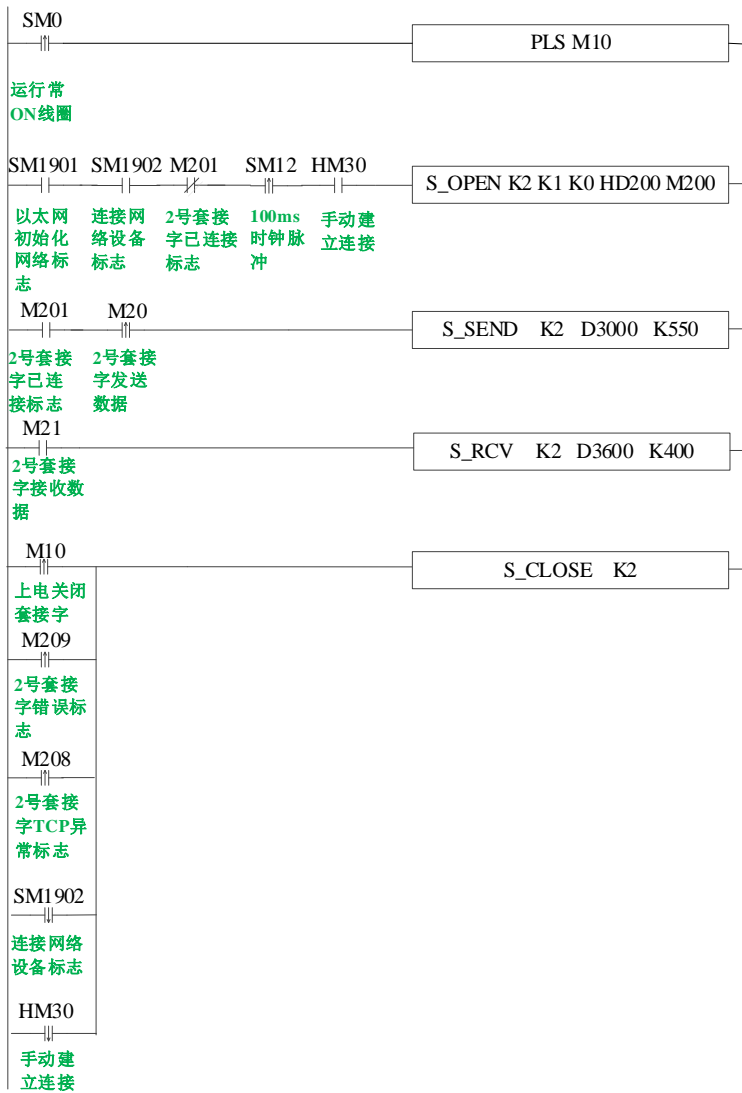 SM0
PLS M10
运行常
ON线圈
SM1901 SM1902 M201 SM12 HM30
S_OPEN K2 K1 K0 HD200 M200
以太网 连接网 2号套接 100ms 手动建
初始化 络设备 字已连接 时钟脉 立连接
网络标 标志 标志 冲
志
M201 M20
S_SEND K2 D3000 K550
2号套接 2号套接
字已连 字发送
接标志 数据
M21
S_RCV K2 D3600 K400
2号套接
字接收数
据
M10
S_CLOSE K2
上电关闭
套接字
M209
2号套接
字错误标
志
M208
2号套接
字TCP异
常标志
SM1902
连接网络
设备标志
HM30
手动建
立连接